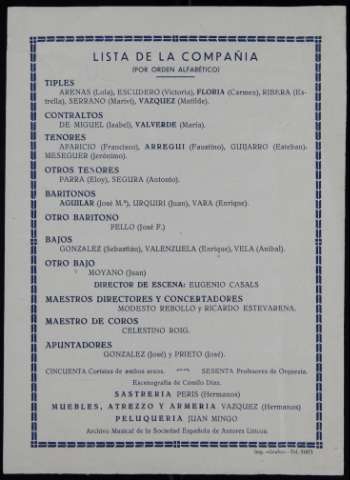 LISTA DE LA COMPAÑIA
(POR ORDEN ALFABÉTICO)
TIPLES
ARENAS (Lola), ESCUDERO (Victoria), FLORIA (Carmen), RIBERA (Es-
trella), SERRANO (Marivi), VAZQUEZ (Matilde).
CONTRALTOS
DE MIGUEL (Isabel), VALVERDE (María).
TENORES
APARICIO (Francisco), ARREGUI (Faustino), GUIJARRO (Esteban)-
MESEGUER (Jerónimo).
OTROS TENORES
PARRA (Eloy), SEGURA (Antonio).
BARITONOS
AGUILAR (José M.ª), URQUIRI (Juan), VARA (Enrique).
OTRO BARITONO
PELLO (José F.)
BAJOS
GONZALEZ (Sebastián), VALENZUELA (Enrique), VELA (Anibal).
OTRO BAJO
MOYANO (Juan)
DIRECTOR DE ESCENA: EUGENIO CASALS
MAESTROS DIRECTORES Y CONCERTADORES
MODESTO REBOLLO y RICARDO ESTEVARENA.
MAESTRO DE COROS
CELESTINO ROIG.
APUNTADORES
GONZALEZ (José) y PRIETO (José).
CINCUENTA Coristas de ambos sexos. SESENTA Profesores de Orquesta.
Escenografía de Camilo Díaz.
SASTRERIA PERIS (Hermanos)
MUEBLES, ATREZZO Y ARMERIA VAZQUEZ (Hermanos)
PELUQUERIA JUAN MINGO
Archivo Musical de la Sociedad Española de Autores Líricos.
Imp.